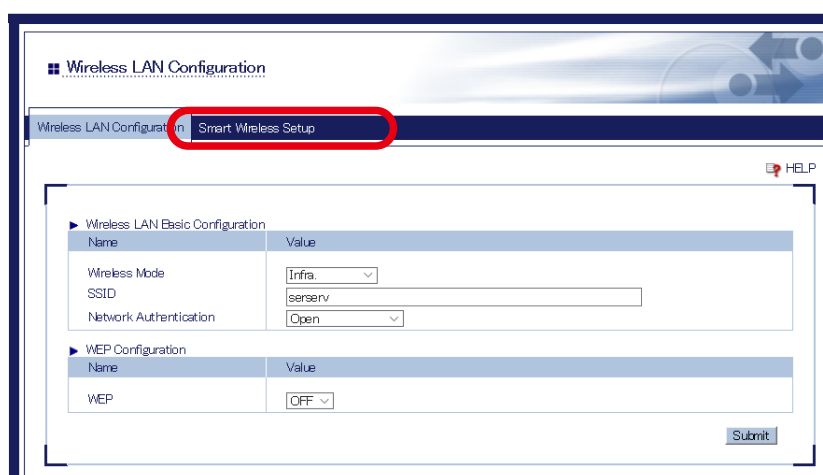 Wireless LAN Configuration
Wireless LAN Configuration Smart Wireless Setup
HELP
Wireless LAN Basic Configuration
Name Value
Wireless Mode Infra.
SSID serserv
Network Authentication Open
WEP Configuration
Name Value
WEP OFF
Submit